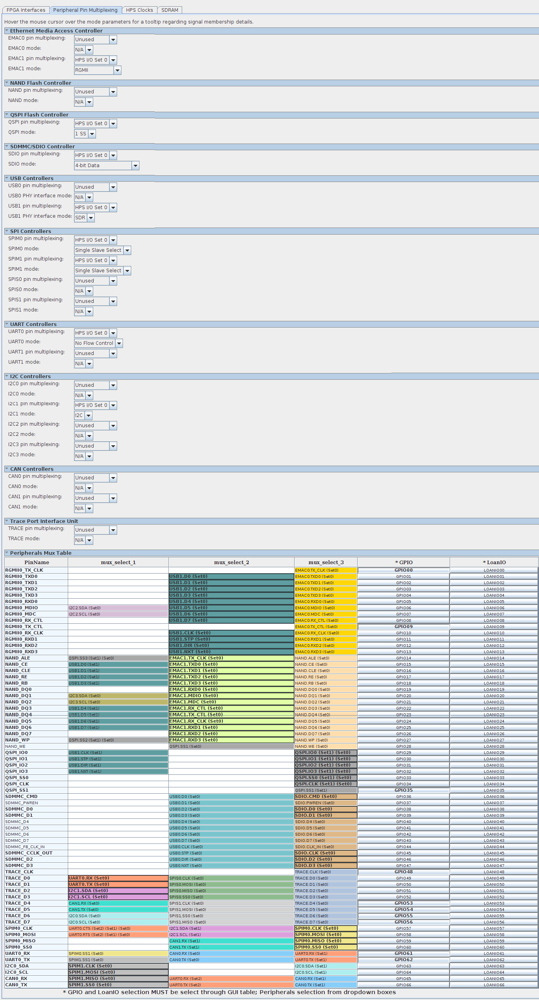 FPGA Interfaces Peripheral Pin Multiplexing HPS Clocks SDRAM
Hover the mouse cursor over the mode parameters for a tooltip regarding signal membership details.
Ethernet Media Access Controller
EMAC0 pin multiplexing: Unused
EMAC0 mode: N/A
EMAC1 pin multiplexing: HPS I/O Set 0
EMAC1 mode: RGMII
NAND Flash Controller
NAND pin multiplexing: Unused
NAND mode: N/A
QSPI Flash Controller
QSPI pin multiplexing: HPS I/O Set 0
QSPI mode: 1 SS
SDMMC/SDIO Controller
SDIO pin multiplexing: HPS I/O Set 0
SDIO mode: 4-bit Data
USB Controllers
USB0 pin multiplexing: Unused
USB0 PHY interface mode: N/A
USB1 pin multiplexing: HPS I/O Set 0
USB1 PHY interface mode: SDR
SPI Controllers
SPIM0 pin multiplexing: HPS I/O Set 0
SPIM0 mode: Single Slave Select
SPIM1 pin multiplexing: HPS I/O Set 0
SPIM1 mode: Single Slave Select
SPIS0 pin multiplexing: Unused
SPIS0 mode: N/A
SPIS1 pin multiplexing: Unused
SPIS1 mode: N/A
UART Controllers
UART0 pin multiplexing: HPS I/O Set 0
UART0 mode: No Flow Control
UART1 pin multiplexing: Unused
UART1 mode: N/A
I2C Controllers
I2C0 pin multiplexing: Unused
I2C0 mode: N/A
I2C1 pin multiplexing: HPS I/O Set 0
I2C1 mode: I2C
I2C2 pin multiplexing: Unused
I2C2 mode: N/A
I2C3 pin multiplexing: Unused
I2C3 mode: N/A
CAN Controllers
CAN0 pin multiplexing: Unused
CAN0 mode: N/A
CAN1 pin multiplexing: Unused
CAN1 mode: N/A
Trace Port Interface Unit
TRACE pin multiplexing: Unused
TRACE mode: N/A
Peripherals Mux Table
PinName mux_select_1 mux_select_2 mux_select_3 * GPIO * LoanIO
RGMII0_TX_CLK EMAC0.TX_CLK (Set0) GPIO00 LOANIO00
RGMII0_TXD0 USB1.D0 (Set0) EMAC0.TXD0 (Set0) GPIO01 LOANIO01
RGMII0_TXD1 USB1.D1 (Set0) EMAC0.TXD1 (Set0) GPIO02 LOANIO02
RGMII0_TXD2 USB1.D2 (Set0) EMAC0.TXD2 (Set0) GPIO03 LOANIO03
RGMII0_TXD3 USB1.D3 (Set0) EMAC0.TXD3 (Set0) GPIO04 LOANIO04
RGMII0_RXD0 USB1.D4 (Set0) EMAC0.RXD0 (Set0) GPIO05 LOANIO05
RGMII0_MDIO I2C2.SDA (Set0) USB1.D5 (Set0) EMAC0.MDIO (Set0) GPIO06 LOANIO06
RGMII0_MDC I2C2.SCL (Set0) USB1.D6 (Set0) EMAC0.MDC (Set0) GPIO07 LOANIO07
RGMII0_RX_CTL USB1.D7 (Set0) EMAC0.RX_CTL (Set0) GPIO08 LOANIO08
RGMII0_TX_CTL EMAC0.TX_CTL (Set0) GPIO09 LOANIO09
RGMII0_RX_CLK USB1.CLK (Set0) EMAC0.RX_CLK (Set0) GPIO10 LOANIO10
RGMII0_RXD1 USB1.STP (Set0) EMAC0.RXD1 (Set0) GPIO11 LOANIO11
RGMII0_RXD2 USB1.DIR (Set0) EMAC0.RXD2 (Set0) GPIO12 LOANIO12
RGMII0_RXD3 USB1.NXT (Set0) EMAC0.RXD3 (Set0) GPIO13 LOANIO13
NAND_ALE QSPI.SS3 (Set1) (Set0) EMAC1.TX_CLK (Set0) NAND.ALE (Set0) GPIO14 LOANIO14
NAND_CE USB1.D0 (Set1) EMAC1.TXD0 (Set0) NAND.CE (Set0) GPIO15 LOANIO15
NAND_CLE USB1.D1 (Set1) EMAC1.TXD1 (Set0) NAND.CLE (Set0) GPIO16 LOANIO16
NAND_RE USB1.D2 (Set1) EMAC1.TXD2 (Set0) NAND.RE (Set0) GPIO17 LOANIO17
NAND_RB USB1.D3 (Set1) EMAC1.TXD3 (Set0) NAND.RB (Set0) GPIO18 LOANIO18
NAND_DQ0 EMAC1.RXD0 (Set0) NAND.DQ0 (Set0) GPIO19 LOANIO19
NAND_DQ1 I2C3.SDA (Set0) EMAC1.MDIO (Set0) NAND.DQ1 (Set0) GPIO20 LOANIO20
NAND_DQ2 I2C3.SCL (Set0) EMAC1.MDC (Set0) NAND.DQ2 (Set0) GPIO21 LOANIO21
NAND_DQ3 USB1.D4 (Set1) EMAC1.RX_CTL (Set0) NAND.DQ3 (Set0) GPIO22 LOANIO22
NAND_DQ4 USB1.D5 (Set1) EMAC1.TX_CTL (Set0) NAND.DQ4 (Set0) GPIO23 LOANIO23
NAND_DQ5 USB1.D6 (Set1) EMAC1.RX_CLK (Set0) NAND.DQ5 (Set0) GPIO24 LOANIO24
NAND_DQ6 USB1.D7 (Set1) EMAC1.RXD1 (Set0) NAND.DQ6 (Set0) GPIO25 LOANIO25
NAND_DQ7 EMAC1.RXD2 (Set0) NAND.DQ7 (Set0) GPIO26 LOANIO26
NAND_WP QSPI.SS2 (Set1) (Set0) EMAC1.RXD3 (Set0) NAND.WP (Set0) GPIO27 LOANIO27
NAND_WE QSPI.SS1 (Set0) NAND.WE (Set0) GPIO28 LOANIO28
QSPI_IO0 USB1.CLK (Set1) QSPI.IO0 (Set1) (Set0) GPIO29 LOANIO29
QSPI_IO1 USB1.STP (Set1) QSPI.IO1 (Set1) (Set0) GPIO30 LOANIO30
QSPI_IO2 USB1.DIR (Set1) QSPI.IO2 (Set1) (Set0) GPIO31 LOANIO31
QSPI_IO3 USB1.NXT (Set1) QSPI.IO3 (Set1) (Set0) GPIO32 LOANIO32
QSPI_SS0 QSPI.SS0 (Set1) (Set0) GPIO33 LOANIO33
QSPI_CLK QSPI.CLK (Set1) (Set0) GPIO34 LOANIO34
QSPI_SS1 QSPI.SS1 (Set1) GPIO35 LOANIO35
SDMMC_CMD USB0.D0 (Set0) SDIO.CMD (Set0) GPIO36 LOANIO36
SDMMC_PWREN USB0.D1 (Set0) SDIO.PWREN (Set0) GPIO37 LOANIO37
SDMMC_D0 USB0.D2 (Set0) SDIO.D0 (Set0) GPIO38 LOANIO38
SDMMC_D1 USB0.D3 (Set0) SDIO.D1 (Set0) GPIO39 LOANIO39
SDMMC_D4 USB0.D4 (Set0) SDIO.D4 (Set0) GPIO40 LOANIO40
SDMMC_D5 USB0.D5 (Set0) SDIO.D5 (Set0) GPIO41 LOANIO41
SDMMC_D6 USB0.D6 (Set0) SDIO.D6 (Set0) GPIO42 LOANIO42
SDMMC_D7 USB0.D7 (Set0) SDIO.D7 (Set0) GPIO43 LOANIO43
SDMMC_FB_CLK_IN USB0.CLK (Set0) SDIO.CLK_IN (Set0) GPIO44 LOANIO44
SDMMC_CCLK_OUT USB0.STP (Set0) SDIO.CLK (Set0) GPIO45 LOANIO45
SDMMC_D2 USB0.DIR (Set0) SDIO.D2 (Set0) GPIO46 LOANIO46
SDMMC_D3 USB0.NXT (Set0) SDIO.D3 (Set0) GPIO47 LOANIO47
TRACE_CLK TRACE.CLK (Set0) GPIO48 LOANIO48
TRACE_D0 UART0.RX (Set0) SPIS0.CLK (Set0) TRACE.D0 (Set0) GPIO49 LOANIO49
TRACE_D1 UART0.TX (Set0) SPIS0.MOSI (Set0) TRACE.D1 (Set0) GPIO50 LOANIO50
TRACE_D2 I2C1.SDA (Set0) SPIS0.MISO (Set0) TRACE.D2 (Set0) GPIO51 LOANIO51
TRACE_D3 I2C1.SCL (Set0) SPIS0.SS0 (Set0) TRACE.D3 (Set0) GPIO52 LOANIO52
TRACE_D4 CAN1.RX (Set0) SPIS1.CLK (Set0) TRACE.D4 (Set0) GPIO53 LOANIO53
TRACE_D5 CAN1.TX (Set0) SPIS1.MOSI (Set0) TRACE.D5 (Set0) GPIO54 LOANIO54
TRACE_D6 I2C0.SDA (Set0) SPIS1.SS0 (Set0) TRACE.D6 (Set0) GPIO55 LOANIO55
TRACE_D7 I2C0.SCL (Set0) SPIS1.MISO (Set0) TRACE.D7 (Set0) GPIO56 LOANIO56
SPIM0_CLK UART0.CTS (Set2) (Set1) (Set0) I2C1.SDA (Set1) SPIM0.CLK (Set0) GPIO57 LOANIO57
SPIM0_MOSI UART0.RTS (Set2) (Set1) (Set0) I2C1.SCL (Set1) SPIM0.MOSI (Set0) GPIO58 LOANIO58
SPIM0_MISO CAN1.RX (Set1) SPIM0.MISO (Set0) GPIO59 LOANIO59
SPIM0_SS0 CAN1.TX (Set1) SPIM0.SS0 (Set0) GPIO60 LOANIO60
UART0_RX SPIM0.SS1 (Set0) CAN0.RX (Set0) UART0.RX (Set1) GPIO61 LOANIO61
UART0_TX SPIM1.SS1 (Set0) CAN0.TX (Set0) UART0.TX (Set1) GPIO62 LOANIO62
I2C0_SDA SPIM1.CLK (Set0) I2C0.SDA (Set1) GPIO63 LOANIO63
I2C0_SCL SPIM1.MOSI (Set0) I2C0.SCL (Set1) GPIO64 LOANIO64
CAN0_RX SPIM1.MISO (Set0) UART0.RX (Set2) CAN0.RX (Set1) GPIO65 LOANIO65
CAN0_TX SPIM1.SS0 (Set0) UART0.TX (Set2) CAN0.TX (Set1) GPIO66 LOANIO66
* GPIO and LoanIO selection MUST be select through GUI table; Peripherals selection from dropdown boxes